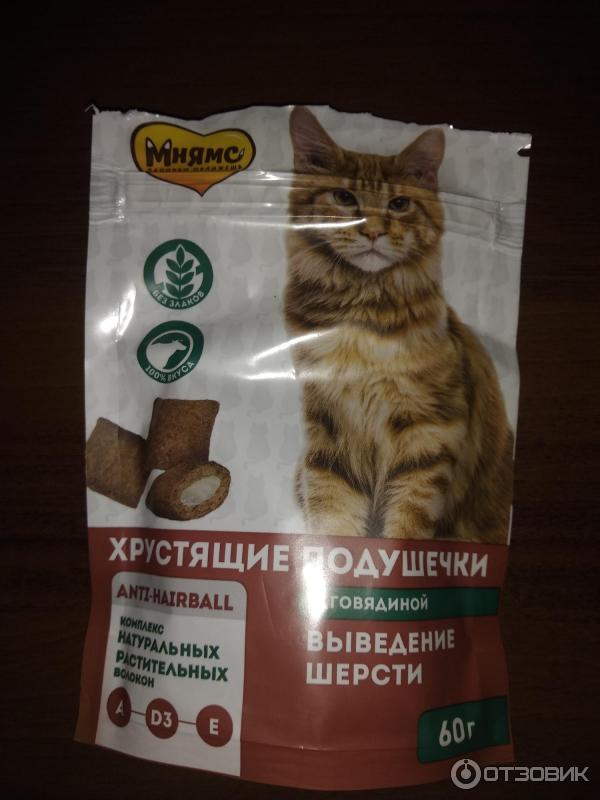 Мнямс
БЕЗ ЗЛАКОВ
100% ВКУСА
ХРУСТЯЩИЕ ПОДУШЕЧКИ
ГОВЯДИНОЙ
ANTI-HAIRBALL
КОМПЛЕКС
НАТУРАЛЬНЫХ
РАСТИТЕЛЬНЫХ
ВОЛОКОН
ВЫВЕДЕНИЕ
ШЕРСТИ
A D3 E
60г
ОТЗОВИК